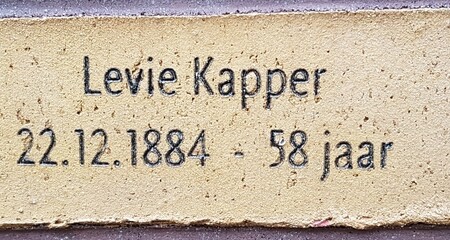 Levie Kapper
22.12.1884 - 58 jaar